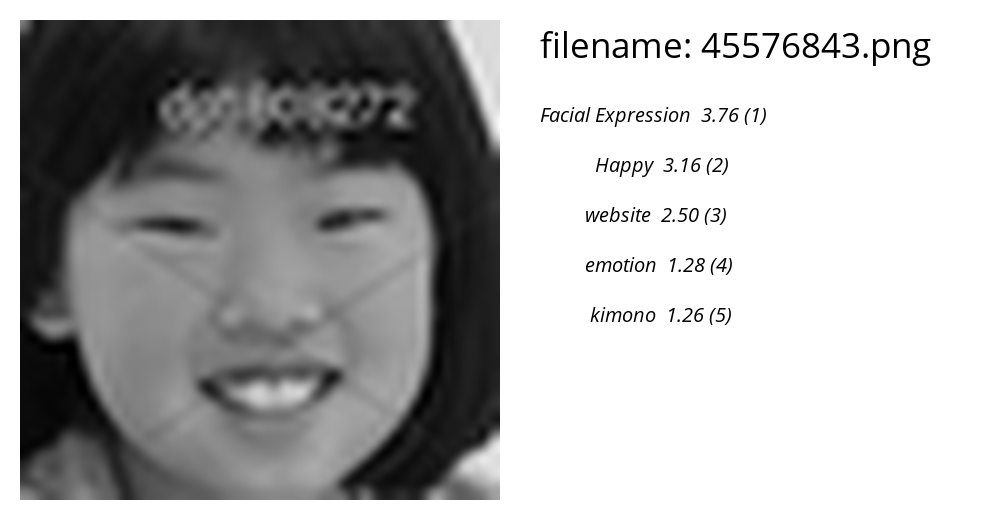 filename: 45576843.png
Facial Expression 3.76 (1)
Happy 3.16 (2)
website 2.50 (3)
emotion 1.28 (4)
kimono 1.26 (5)